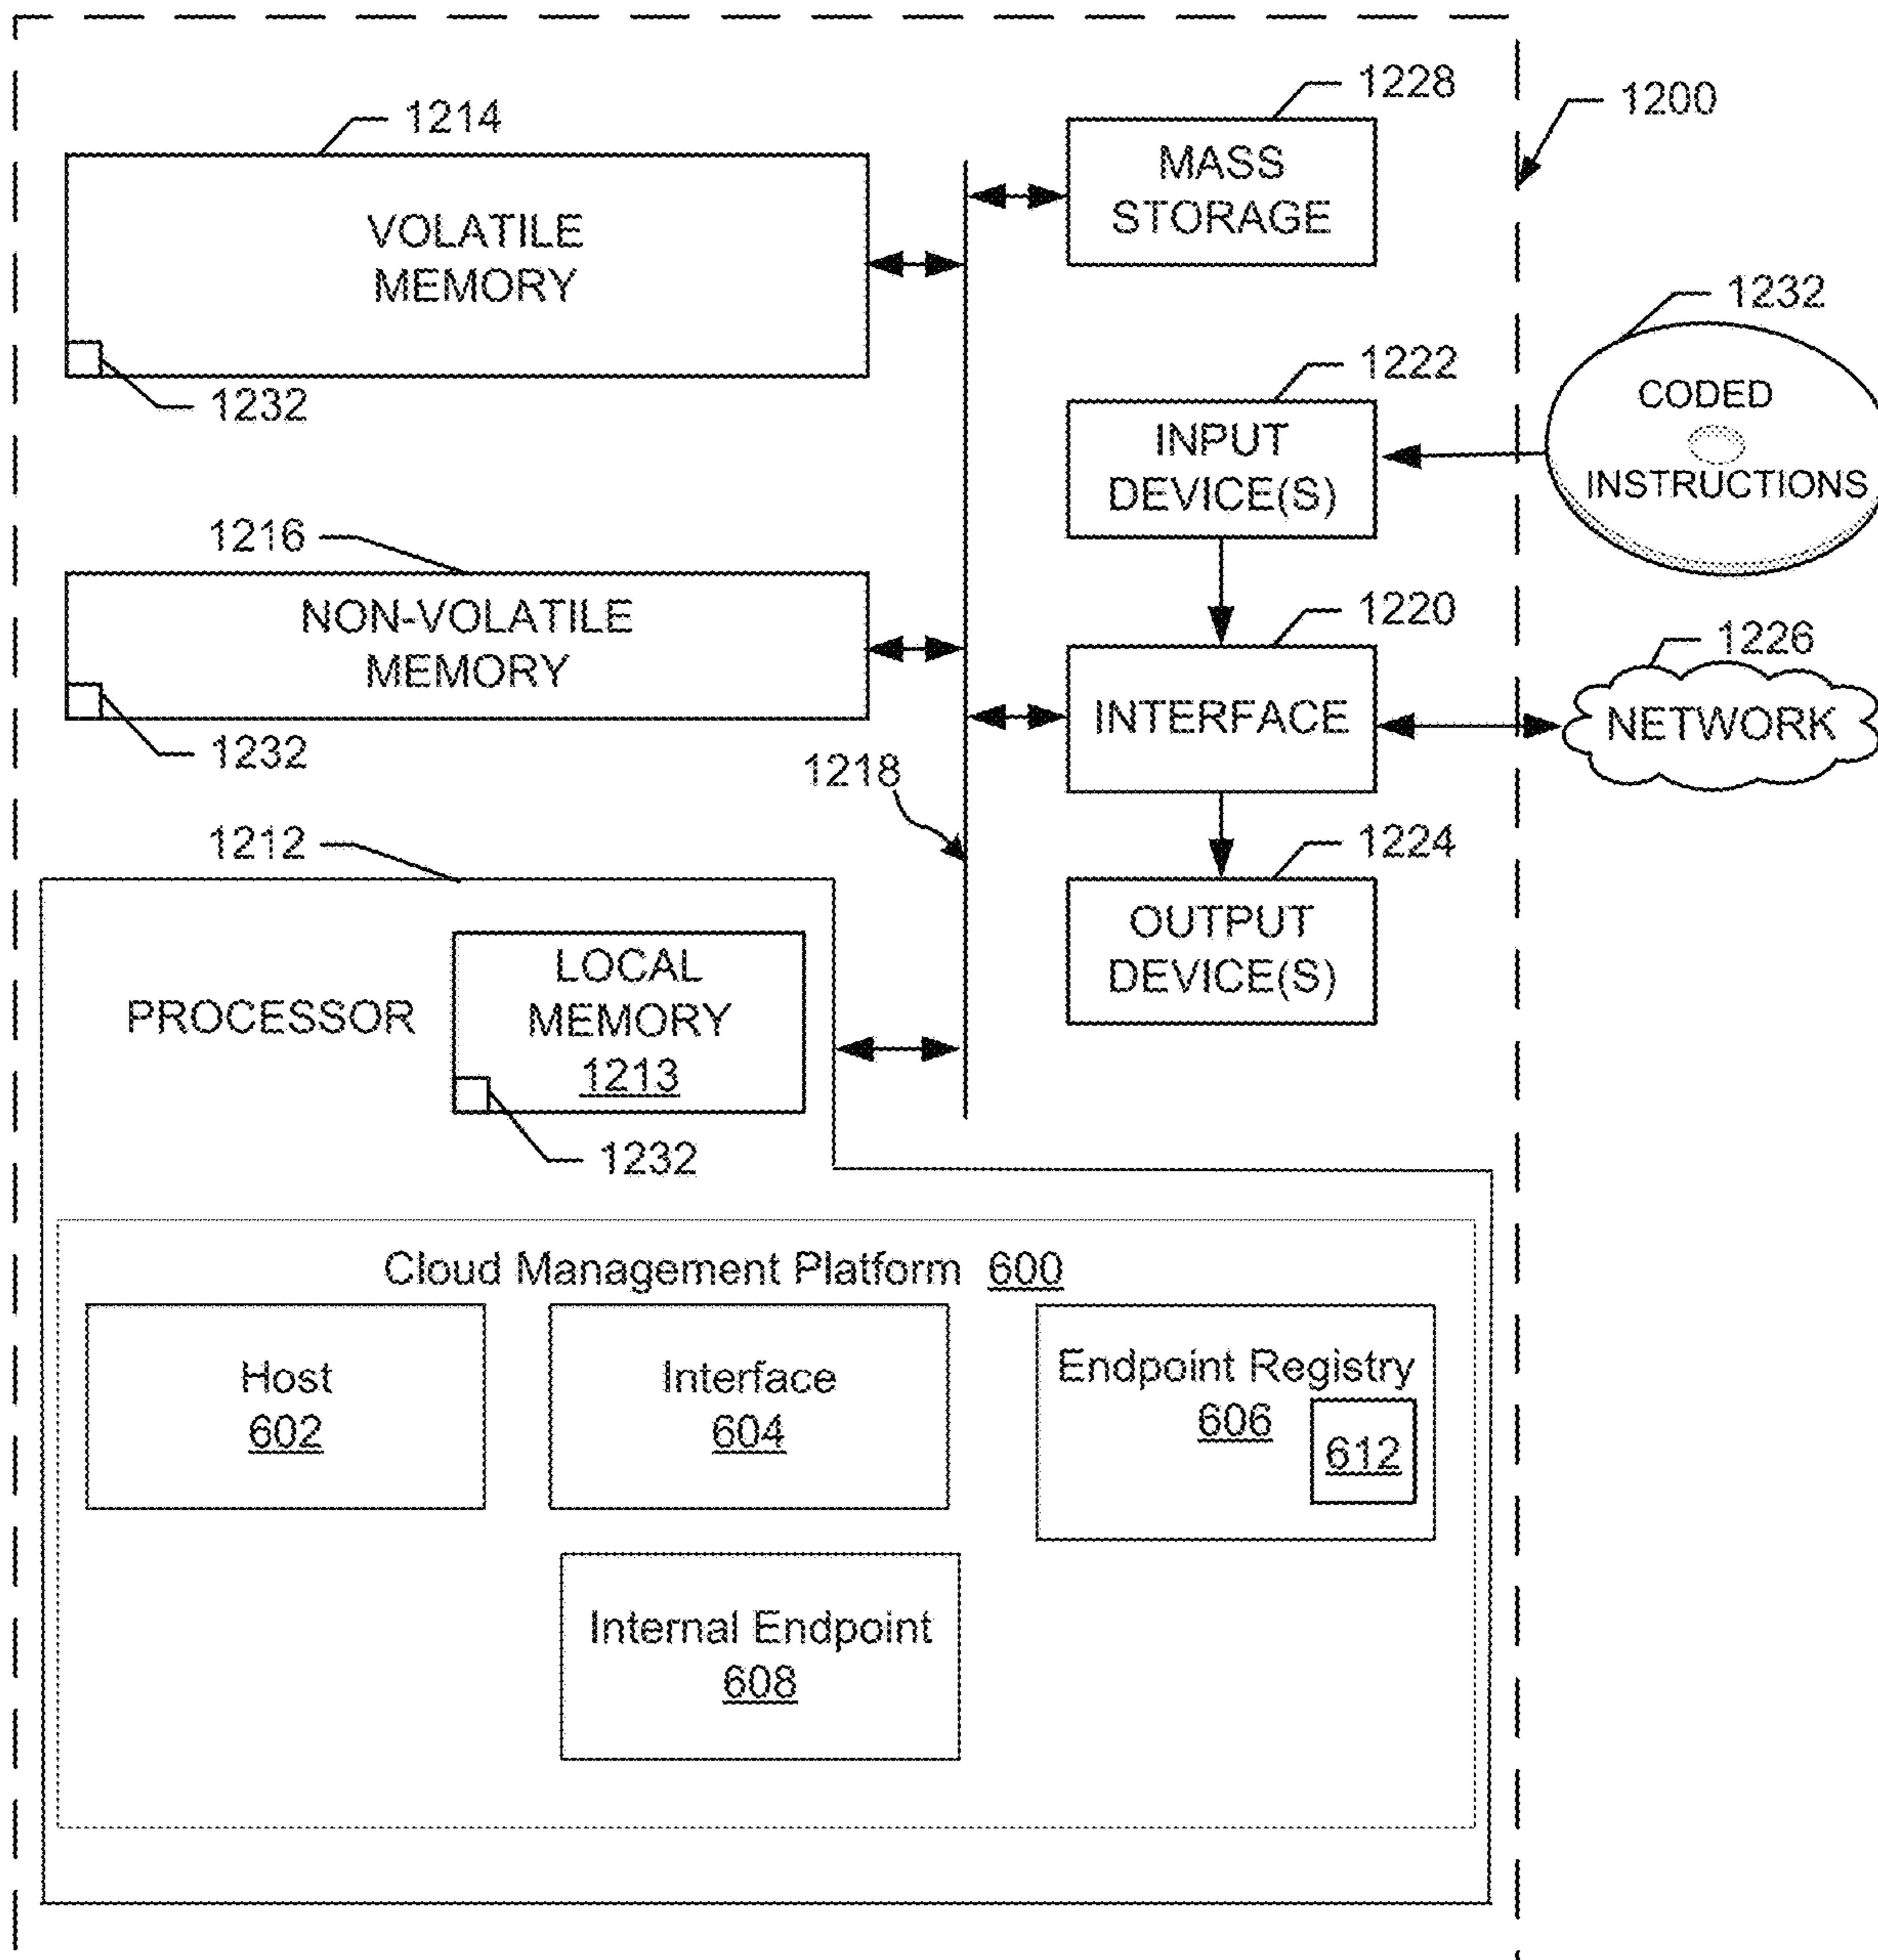 1214
VOLATILE
MEMORY
1232
1228
MASS
STORAGE
1200
1222
INPUT
DEVICE(S)
1232
CODED
INSTRUCTIONS
1216
NON-VOLATILE
MEMORY
1232
1220
INTERFACE
1226
NETWORK
1218
1224
OUTPUT
DEVICE(S)
1212
PROCESSOR
LOCAL
MEMORY
1213
1232
Cloud Management Platform 600
Host
602
Interface
604
Endpoint Registry
606
612
Internal Endpoint
608